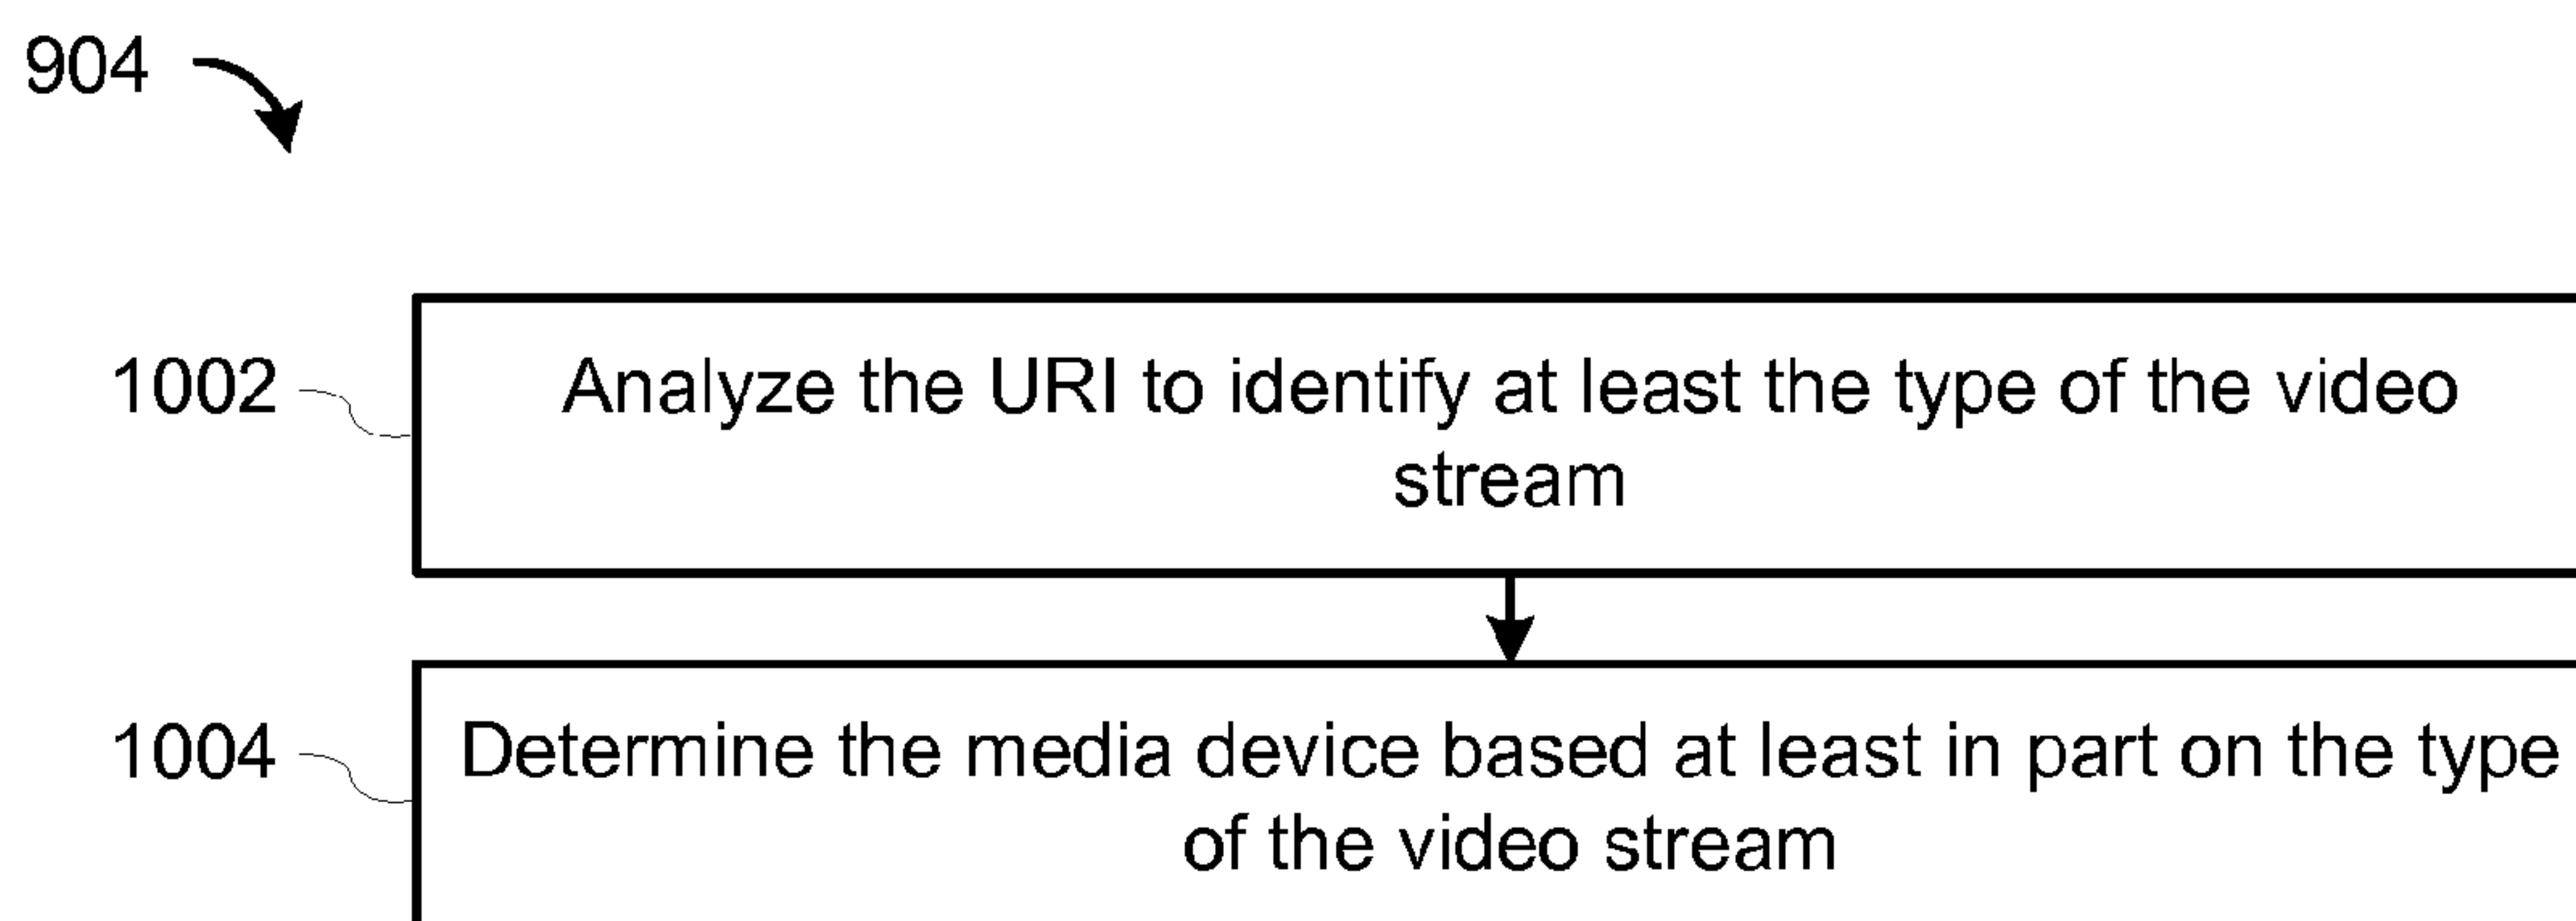 904
1002
Analyze the URI to identify at least the type of the video
stream
1004
Determine the media device based at least in part on the type
of the video stream